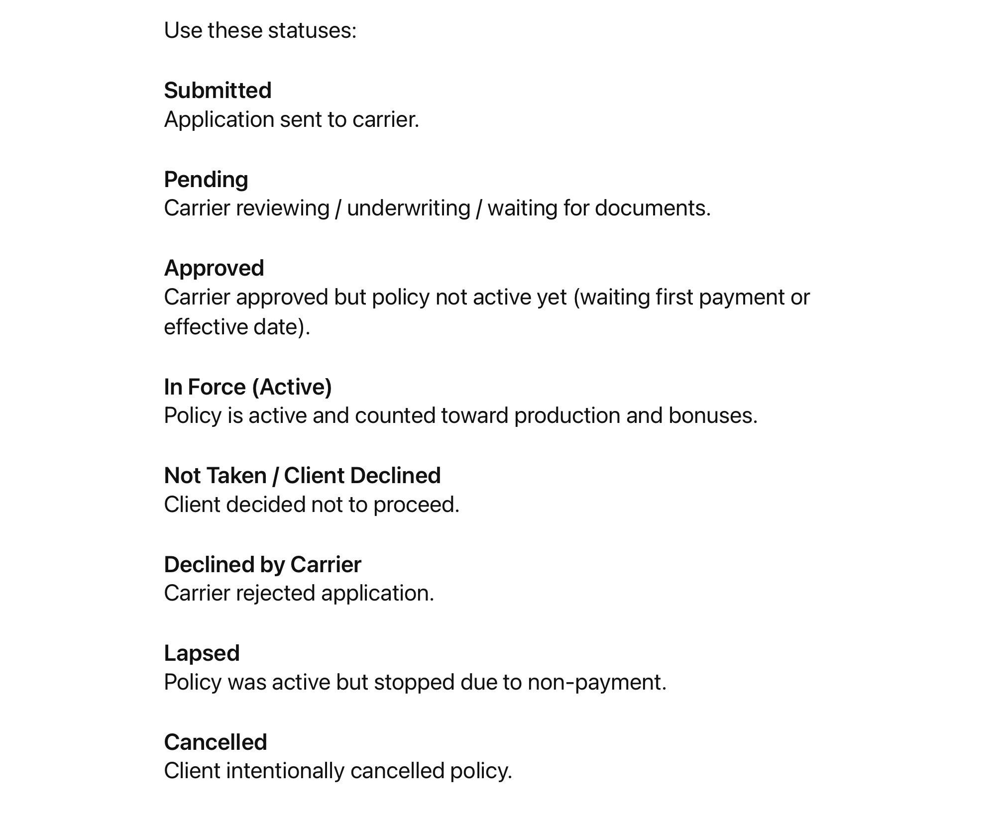 Use these statuses:
Submitted
Application sent to carrier.
Pending
Carrier reviewing / underwriting / waiting for documents.
Approved
Carrier approved but policy not active yet (waiting first payment or
effective date).
In Force (Active)
Policy is active and counted toward production and bonuses.
Not Taken / Client Declined
Client decided not to proceed.
Declined by Carrier
Carrier rejected application.
Lapsed
Policy was active but stopped due to non-payment.
Cancelled
Client intentionally cancelled policy.